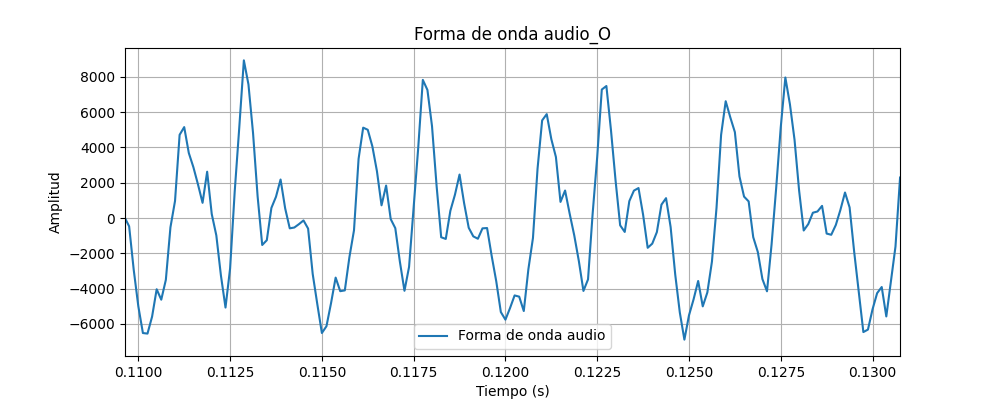 Forma de onda audio_O
Amplitud
8000
6000
4000
2000
0
−2000
−4000
−6000
Forma de onda audio
0.1100 0.1125 0.1150 0.1175 0.1200 0.1225 0.1250 0.1275 0.1300
Tiempo (s)